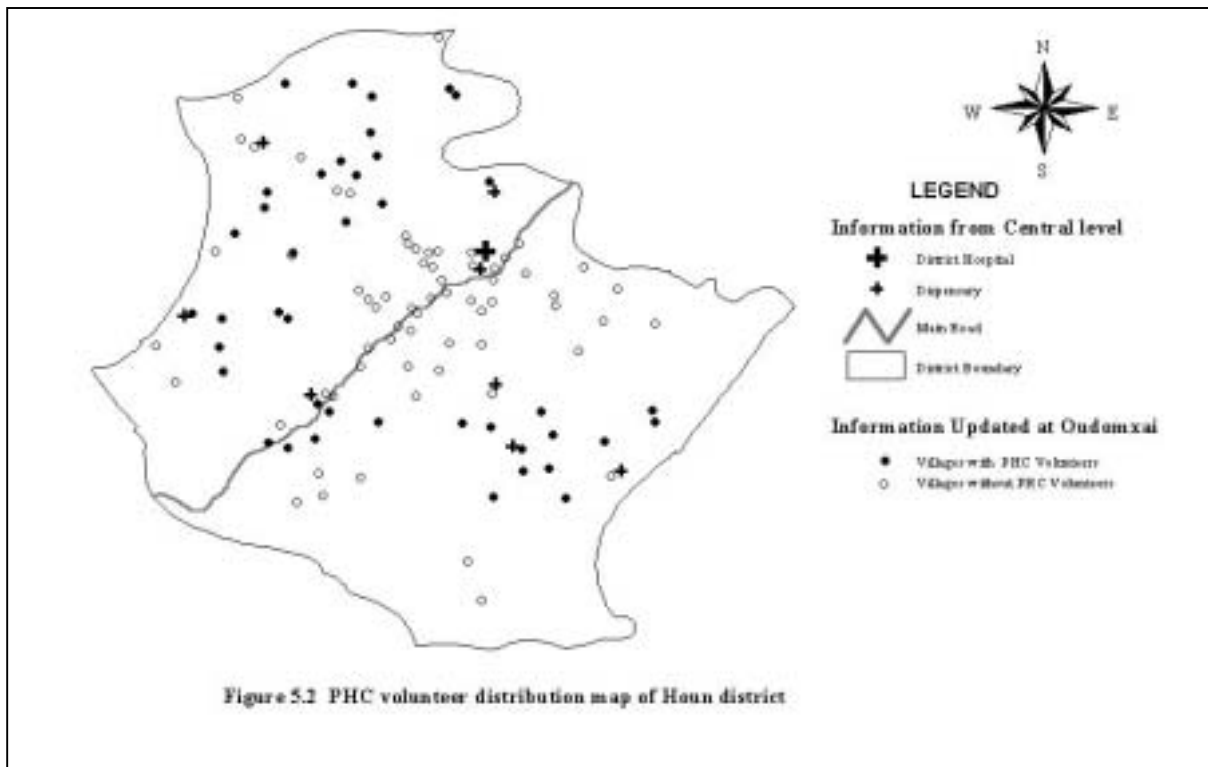 N
W E
S
LEGEND
Information from Central level
District Hospital
Dispensary
Main Road
District Boundary
Information Updated at Oudomxai
Villages with PHC Volunteers
Villages without PHC Volunteers
Figure 5.2 PHC volunteer distribution map of Houn district